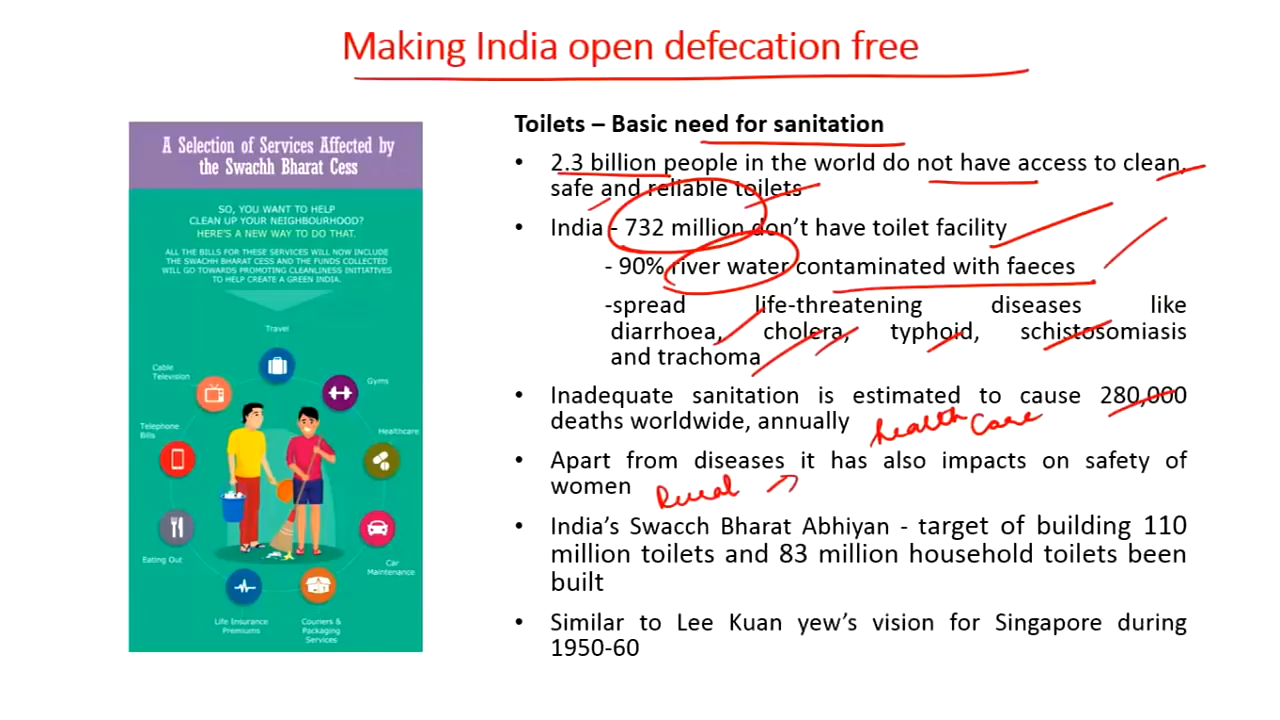 Making India open defecation free
A Selection of Services Affected by
the Swachh Bharat Cess
SO, YOU WANT TO HELP
CLEAN UP YOUR NEIGHBOURHOOD?
HERE'S A NEW WAY TO DO THAT.
ALL THE BILLS FOR THESE SERVICES WILL NOW INCLUDE
THE SWACHH BHARAT CESS AND THE FUNDS COLLECTED
WILL GO TOWARDS PROMOTING CLEANLINESS INITIATIVES
TO HELP CREATE A GREEN INDIA.
Travel
Cable
Television
Gyms
Telephone
Bills
Healthcare
Eating Out
Car
Maintenance
Life Insurance
Premiums
Couriers &
Packaging
Services
Toilets – Basic need for sanitation
• 2.3 billion people in the world do not have access to clean,
safe and reliable toilets
• India - 732 million don't have toilet facility
- 90% river water contaminated with faeces
-spread life-threatening diseases like
diarrhoea, cholera, typhoid, schistosomiasis
and trachoma
• Inadequate sanitation is estimated to cause 280,000
deaths worldwide, annually
health Care
• Apart from diseases it has also impacts on safety of
women
Rural
• India's Swacch Bharat Abhiyan - target of building 110
million toilets and 83 million household toilets been
built
• Similar to Lee Kuan yew's vision for Singapore during
1950-60